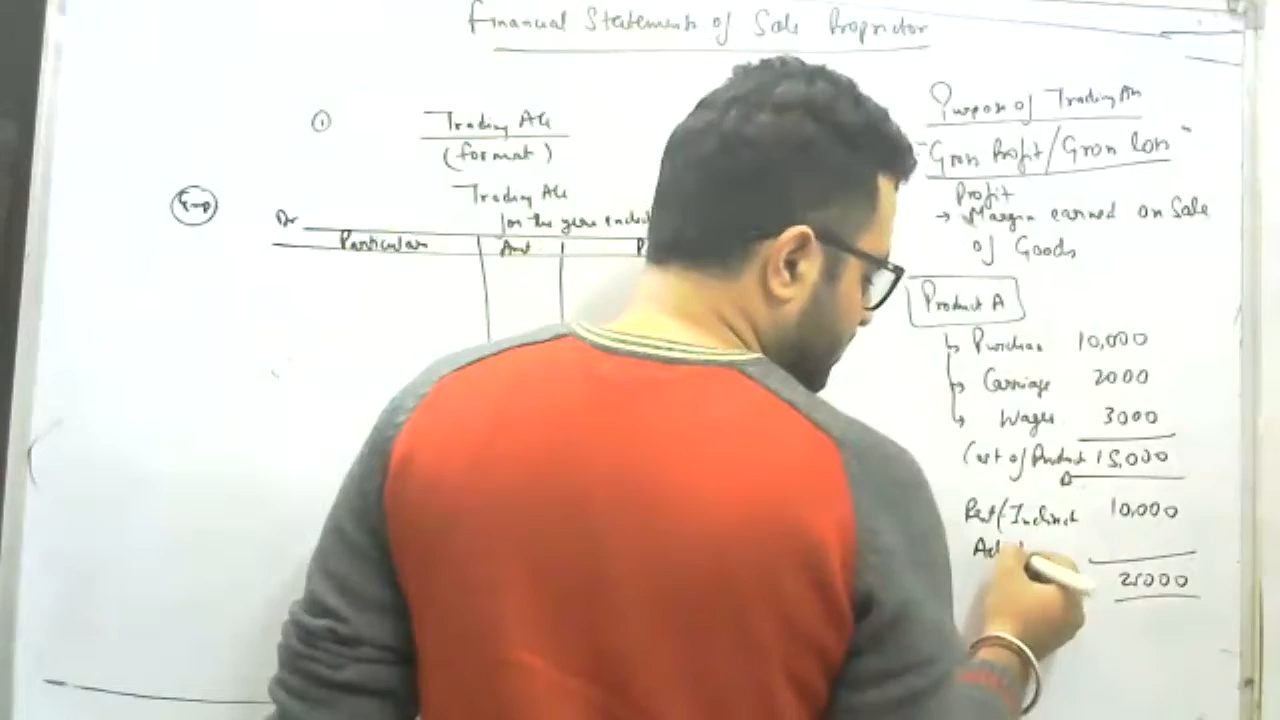 Financial Statements of Sole Proprietor
①
Trading A/c
(format)
Imp
Trading A/c
Dr
for the year ended
Particulars
Amt
P
Purpose of Trading A/c
"Gross Profit/Gross loss"
Profit
→ Margin earned on Sale
of Goods
Product A
Purchase 10,000
Carriage 2000
Wages 3000
Cost of Product A 15,000
Rent/Indirect 10,000
25000